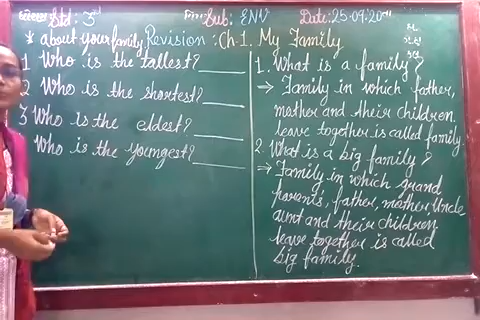 Std: 3rd Sub: ENV Date: 25-09-20
* about your family Revision : Ch-1. My Family
1 Who is the tallest?
2 Who is the shortest?
3 Who is the eldest?
Who is the youngest?
1. What is a family?
→ Family in which father,
mother and their children
leave together is called family.
2. What is a big family?
→ Family in which grand
parents, father, mother, Uncle
aunt and their children
leave together is called
big family.